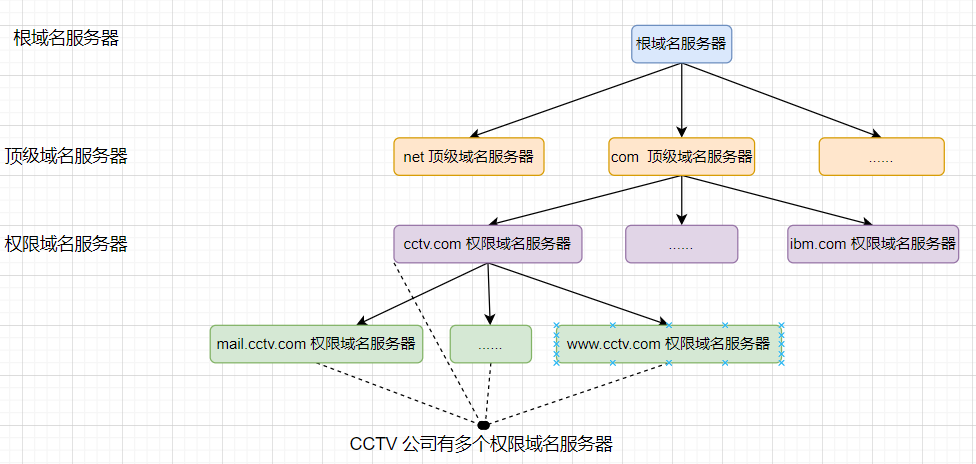 根域名服务器
根域名服务器
顶级域名服务器
net 顶级域名服务器
com 顶级域名服务器
......
权限域名服务器
cctv.com 权限域名服务器
......
ibm.com 权限域名服务器
mail.cctv.com 权限域名服务器
......
www.cctv.com 权限域名服务器
CCTV 公司有多个权限域名服务器